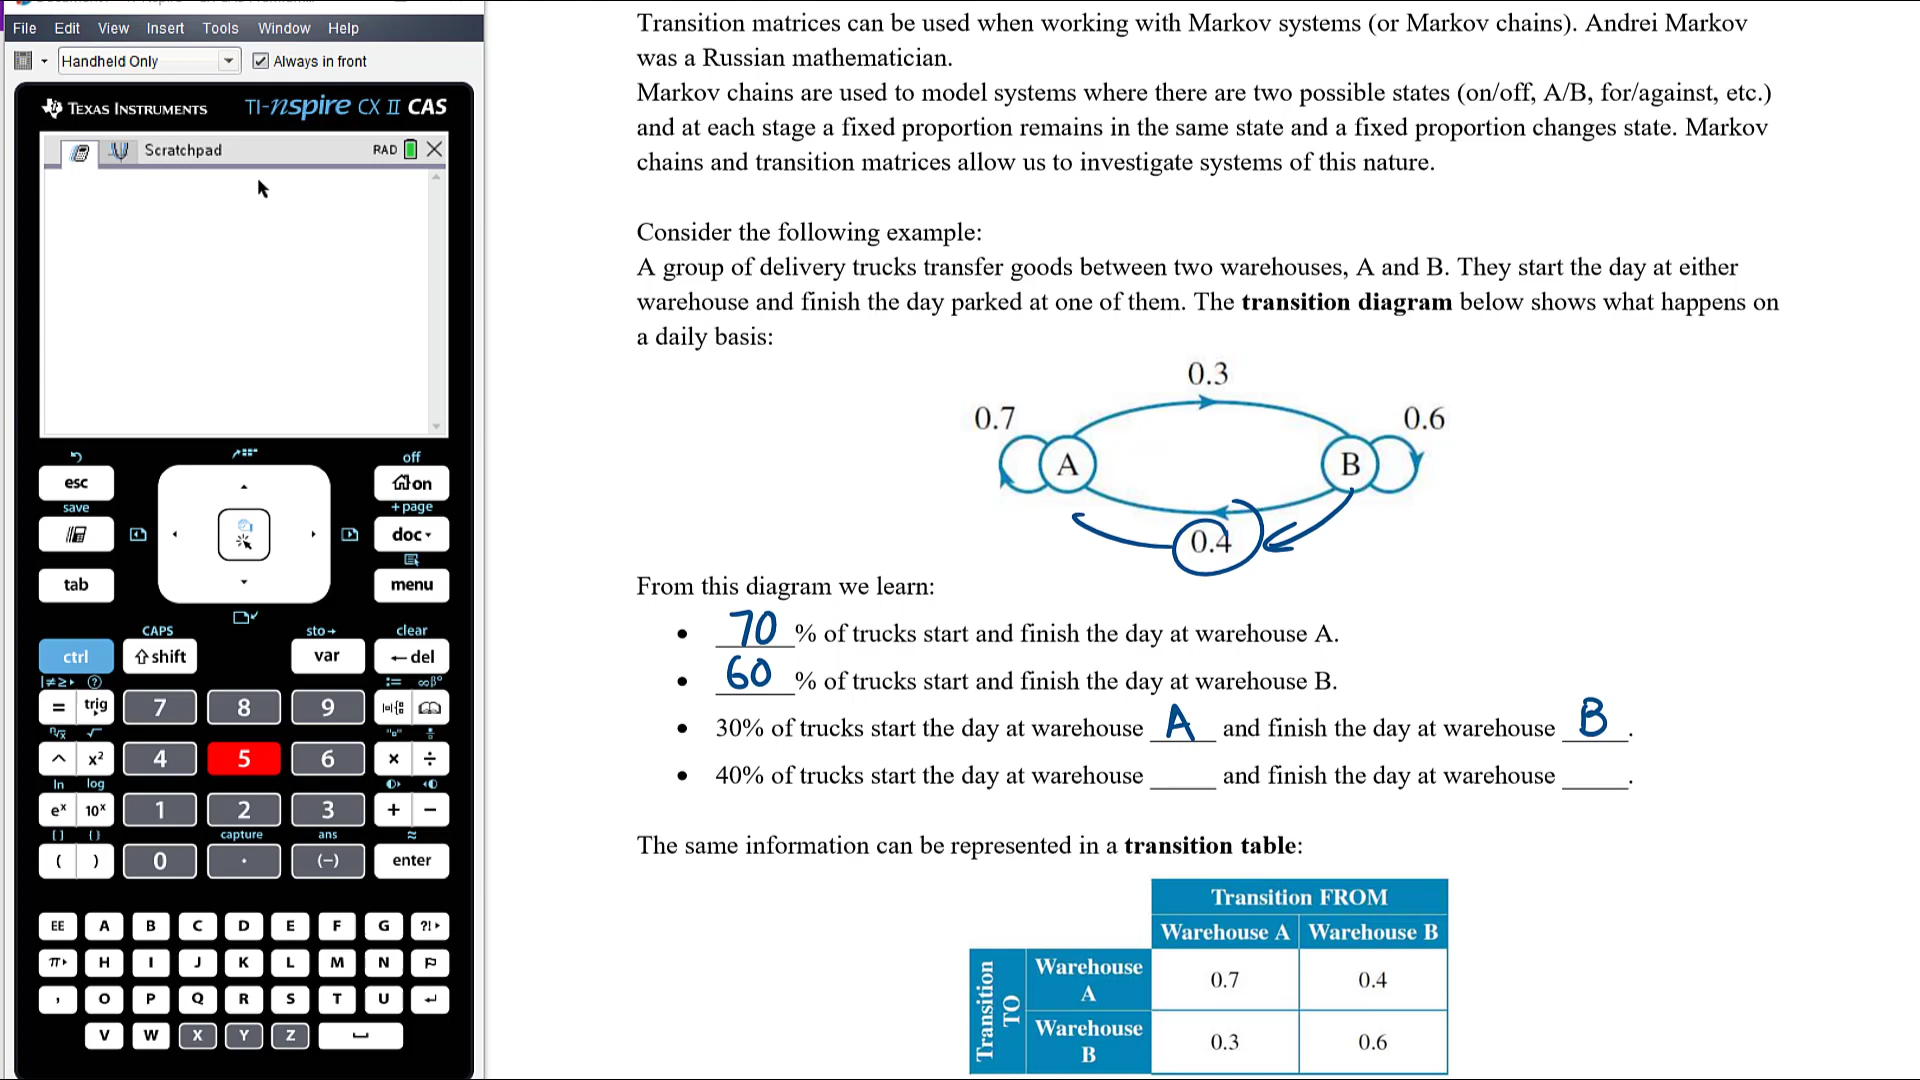 File Edit View Insert Tools Window Help
Handheld Only Always in front
TEXAS INSTRUMENTS TI-nspire CX II CAS
Scratchpad RAD
off
esc on
save +page
doc
tab menu
CAPS sto→ clear
ctrl shift var ←del
= trig 7 8 9
^ x² 4 5 6 × ÷
ln log
eˣ 10ˣ 1 2 3 + −
[] {} capture ans ≈
( ) 0 . (−) enter
EE A B C D E F G ?!
π H I J K L M N
, O P Q R S T U
V W X Y Z
Transition matrices can be used when working with Markov systems (or Markov chains). Andrei Markov
was a Russian mathematician.
Markov chains are used to model systems where there are two possible states (on/off, A/B, for/against, etc.)
and at each stage a fixed proportion remains in the same state and a fixed proportion changes state. Markov
chains and transition matrices allow us to investigate systems of this nature.
Consider the following example:
A group of delivery trucks transfer goods between two warehouses, A and B. They start the day at either
warehouse and finish the day parked at one of them. The transition diagram below shows what happens on
a daily basis:
0.3
0.7 0.6
A B
0.4
From this diagram we learn:
• 70 % of trucks start and finish the day at warehouse A.
• 60 % of trucks start and finish the day at warehouse B.
• 30% of trucks start the day at warehouse A and finish the day at warehouse B.
• 40% of trucks start the day at warehouse _____ and finish the day at warehouse _____.
The same information can be represented in a transition table:
Transition FROM
Warehouse A Warehouse B
Transition TO
Warehouse A 0.7 0.4
Warehouse B 0.3 0.6